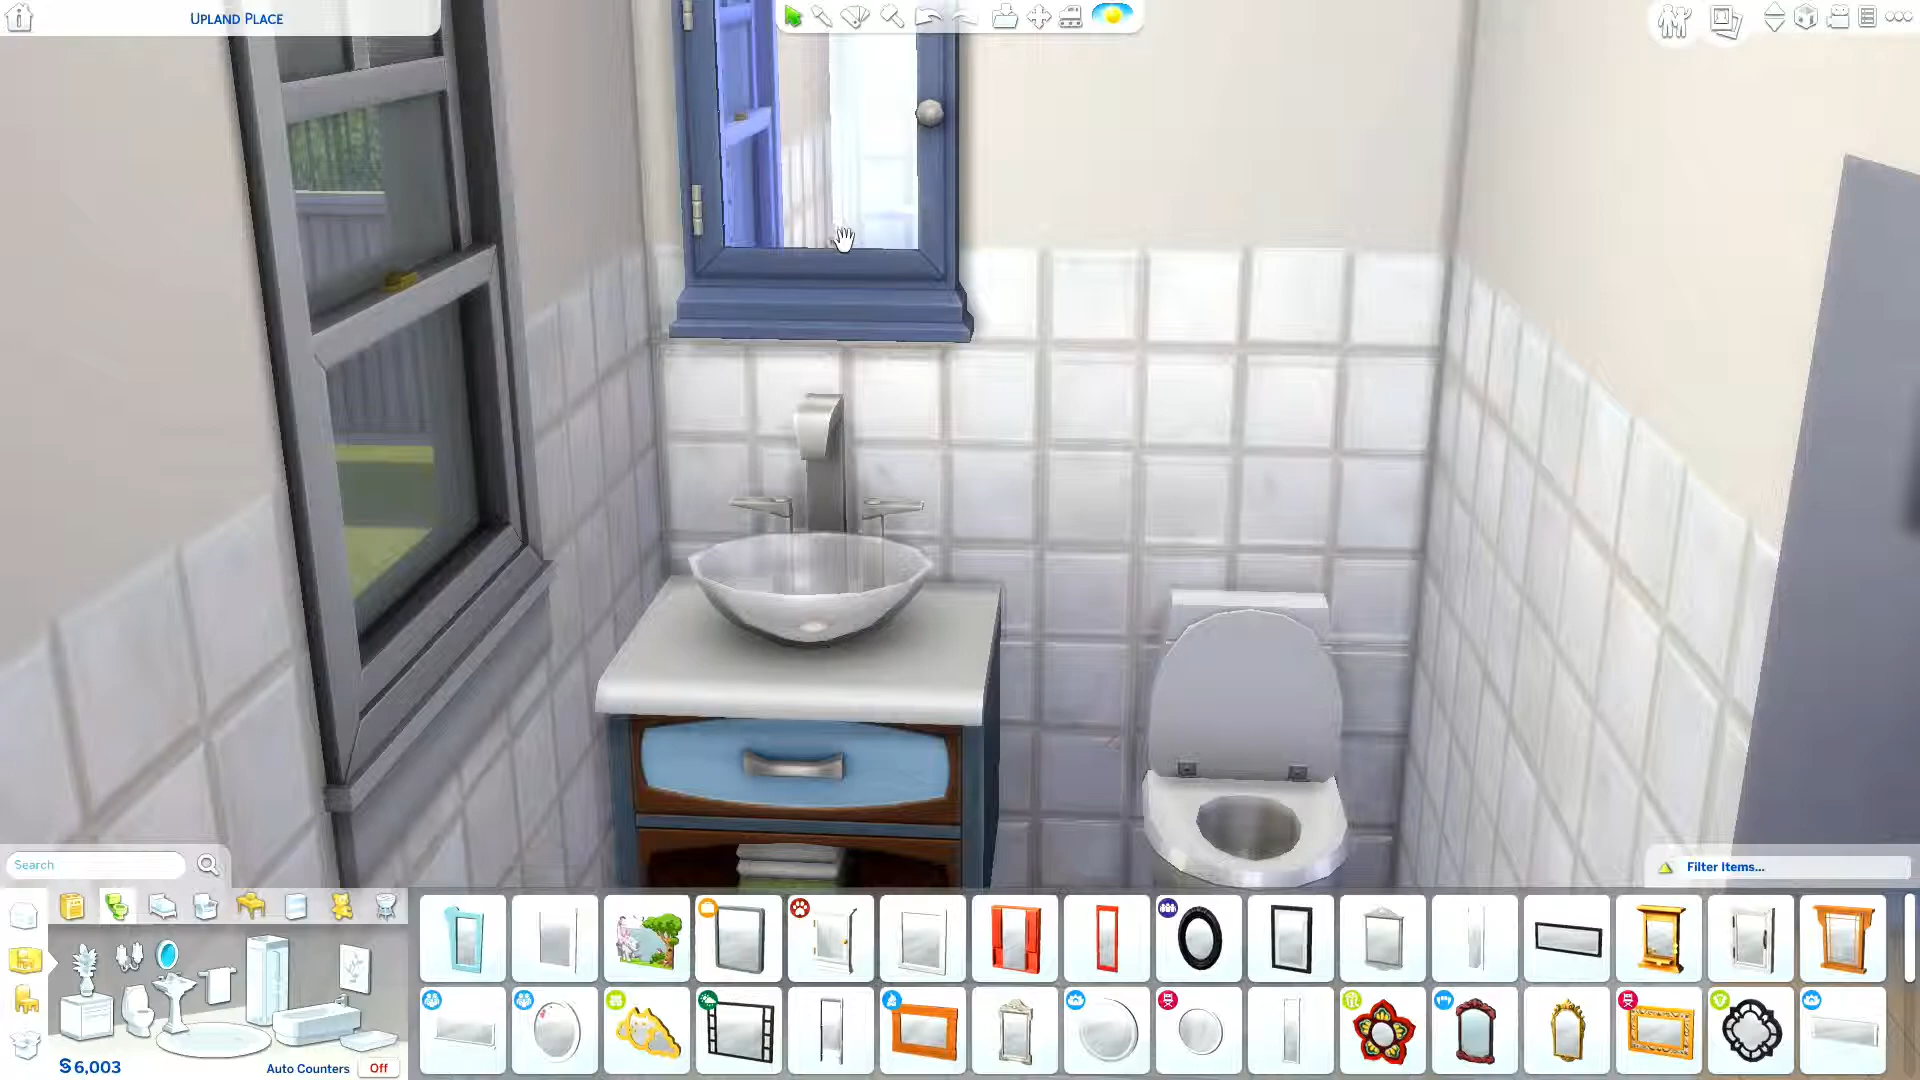 UPLAND PLACE
Search
Filter Items...
§6,003
Auto Counters
Off